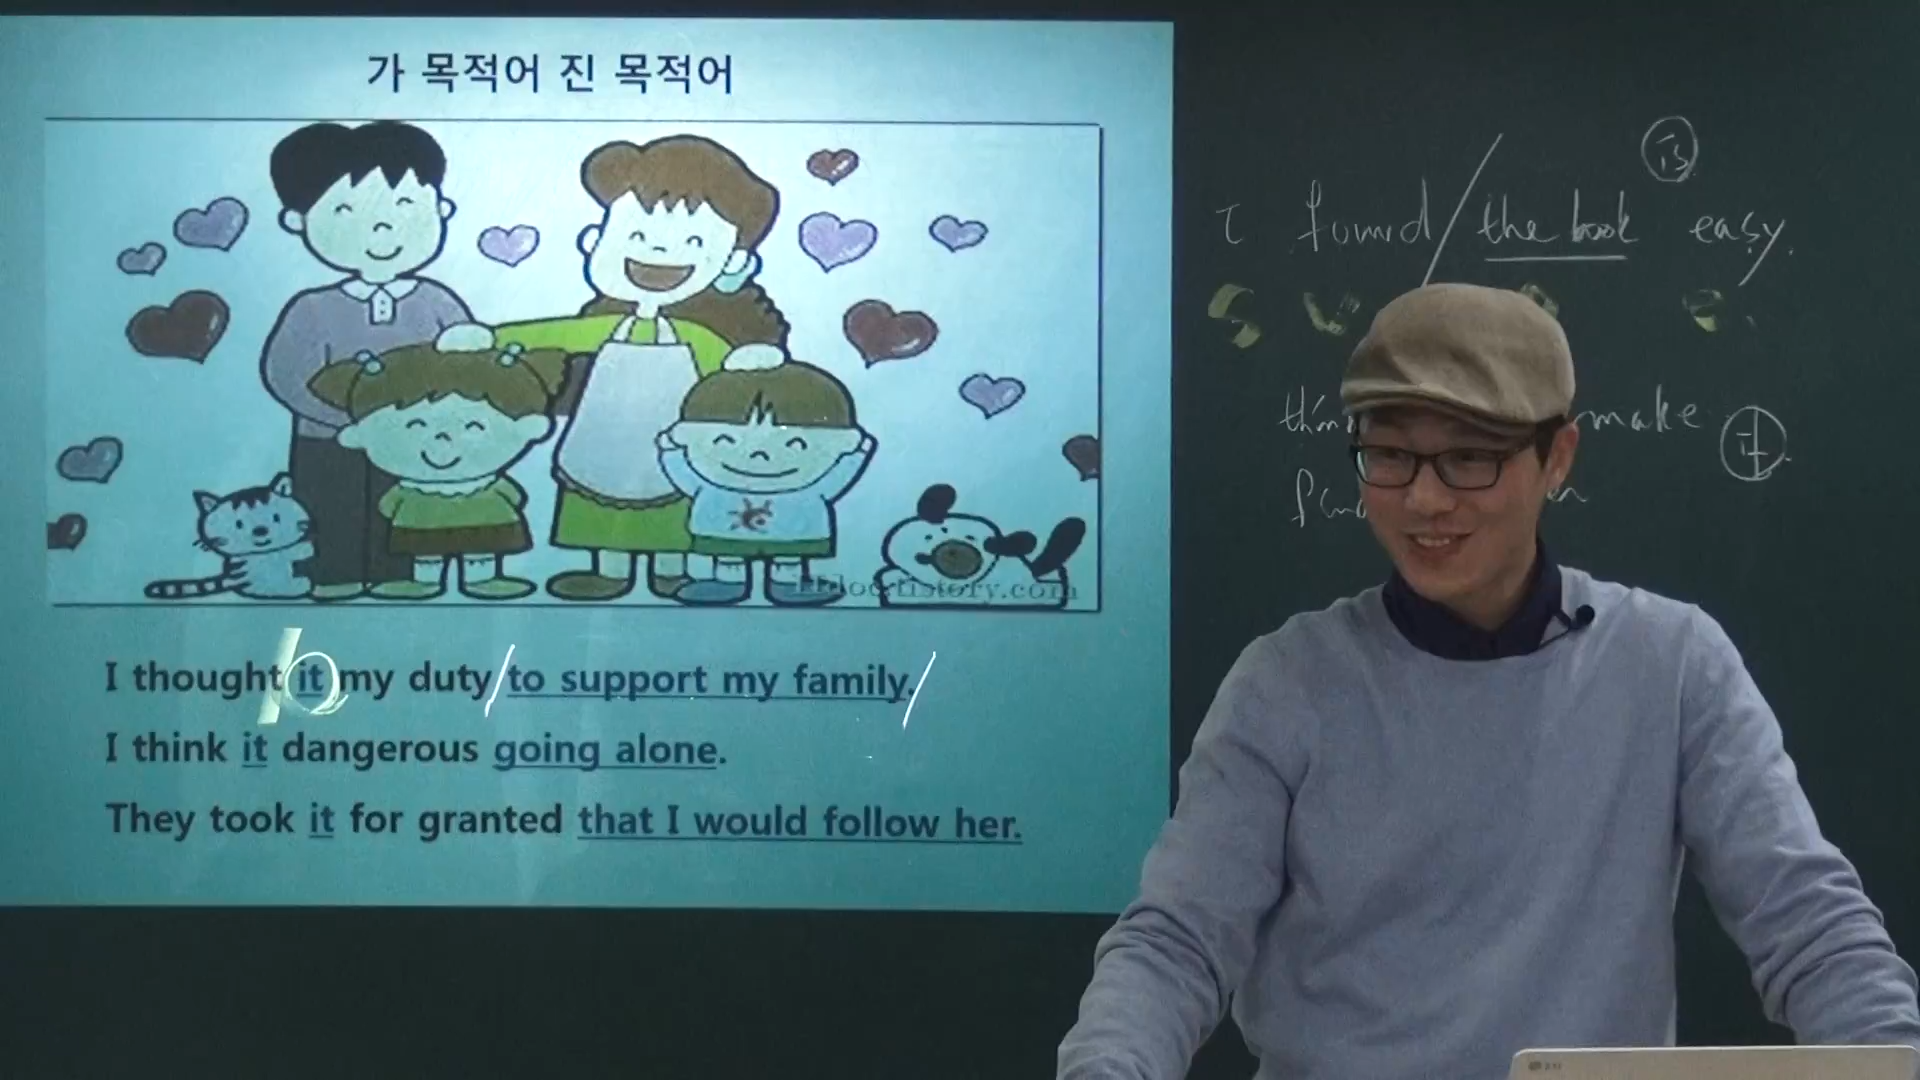 가 목적어 진 목적어
I thought it my duty to support my family.
I think it dangerous going alone.
They took it for granted that I would follow her.
I found / the book easy.
make